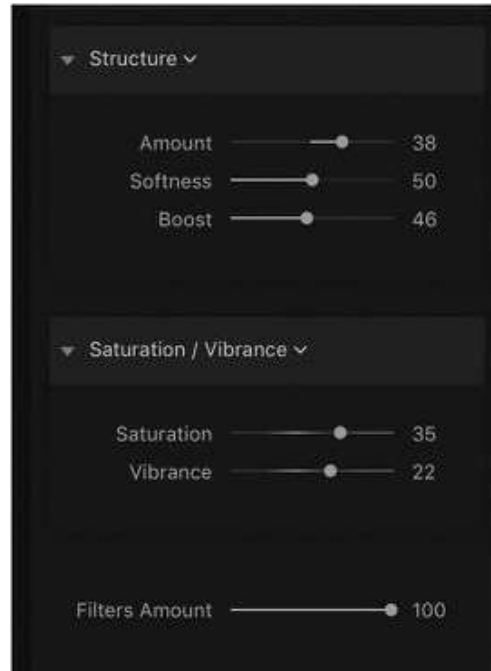 Structure
Amount 38
Softness 50
Boost 46
Saturation / Vibrance
Saturation 35
Vibrance 22
Filters Amount 100